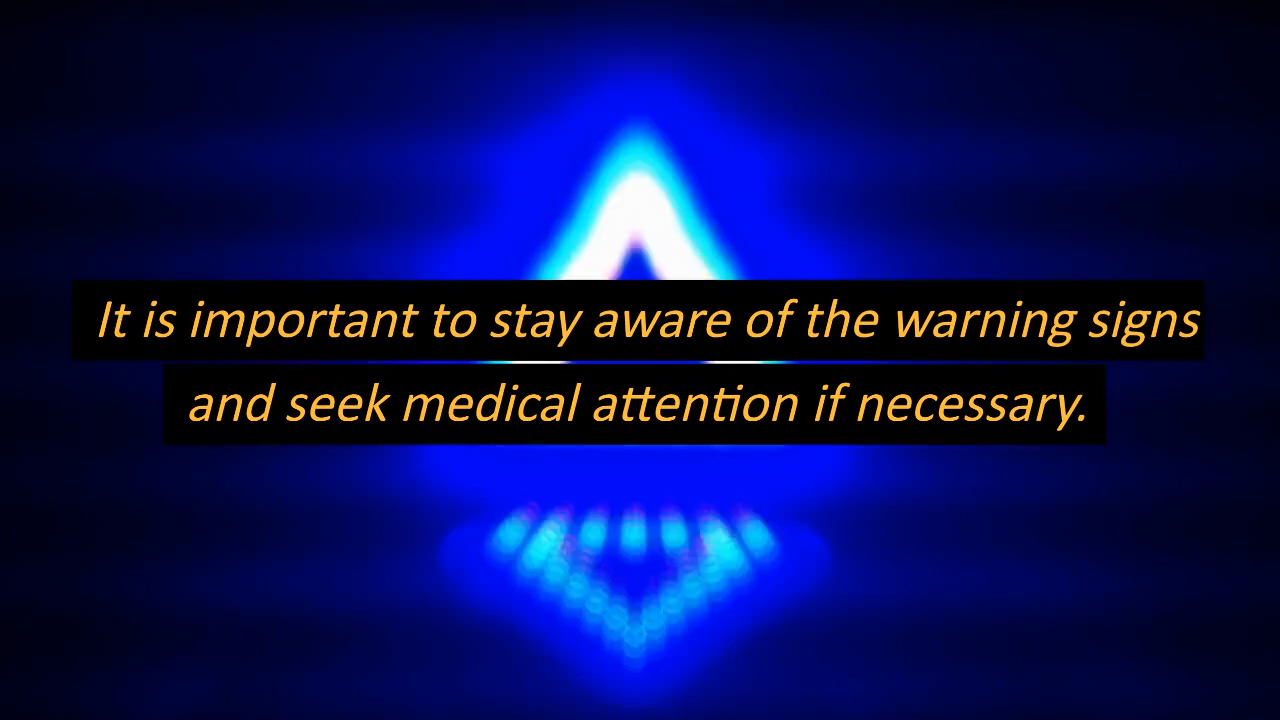 It is important to stay aware of the warning signs
and seek medical attention if necessary.